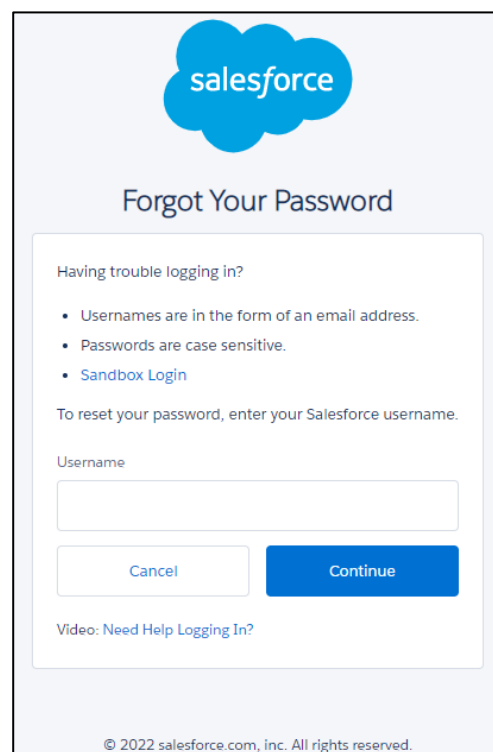 salesforce
Forgot Your Password
Having trouble logging in?
• Usernames are in the form of an email address.
• Passwords are case sensitive.
• Sandbox Login
To reset your password, enter your Salesforce username.
Username
Cancel Continue
Video: Need Help Logging In?
© 2022 salesforce.com, inc. All rights reserved.